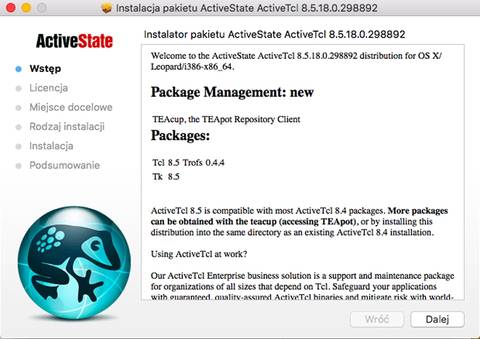 Instalacja pakietu ActiveState ActiveTcl 8.5.18.0.298892
ActiveState
Instalator pakietu ActiveState ActiveTcl 8.5.18.0.298892
Wstęp
Licencja
Miejsce docelowe
Rodzaj instalacji
Instalacja
Podsumowanie
Welcome to the ActiveState ActiveTcl 8.5.18.0.298892 distribution for OS X/
Leopard/i386-x86_64.
Package Management: new
TEAcup, the TEApot Repository Client
Packages:
Tcl 8.5 Trofs 0.4.4
Tk 8.5
ActiveTcl 8.5 is compatible with most ActiveTcl 8.4 packages. More packages
can be obtained with the teacup (accessing TEApot), or by installing this
distribution into the same directory as an existing ActiveTcl 8.4 installation.
Using ActiveTcl at work?
Our ActiveTcl Enterprise business solution is a support and maintenance package
for organizations of all sizes that depend on Tcl. Safeguard your applications
with guaranteed, quality-assured ActiveTcl binaries and mitigate risk with world-
Wróć
Dalej